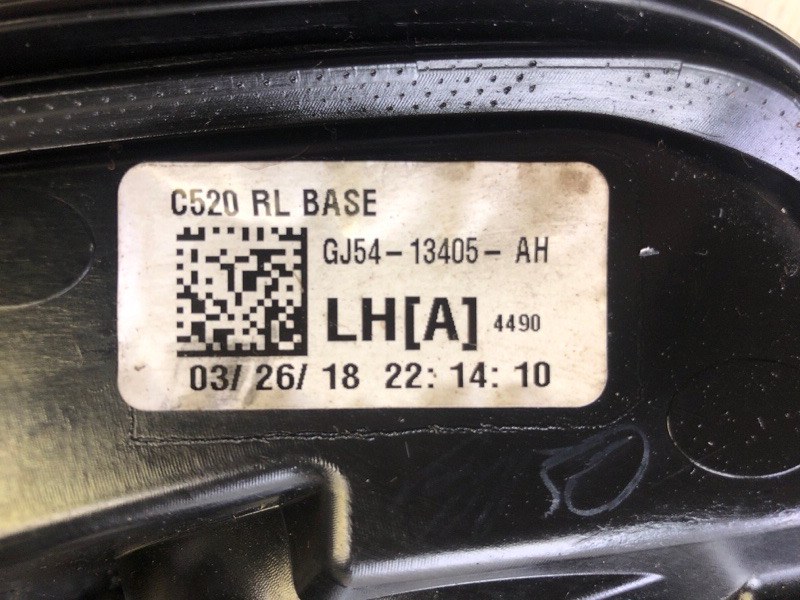 C520 RL BASE
GJ54-13405-AH
LH[A] 4490
03/26/18 22:14:10